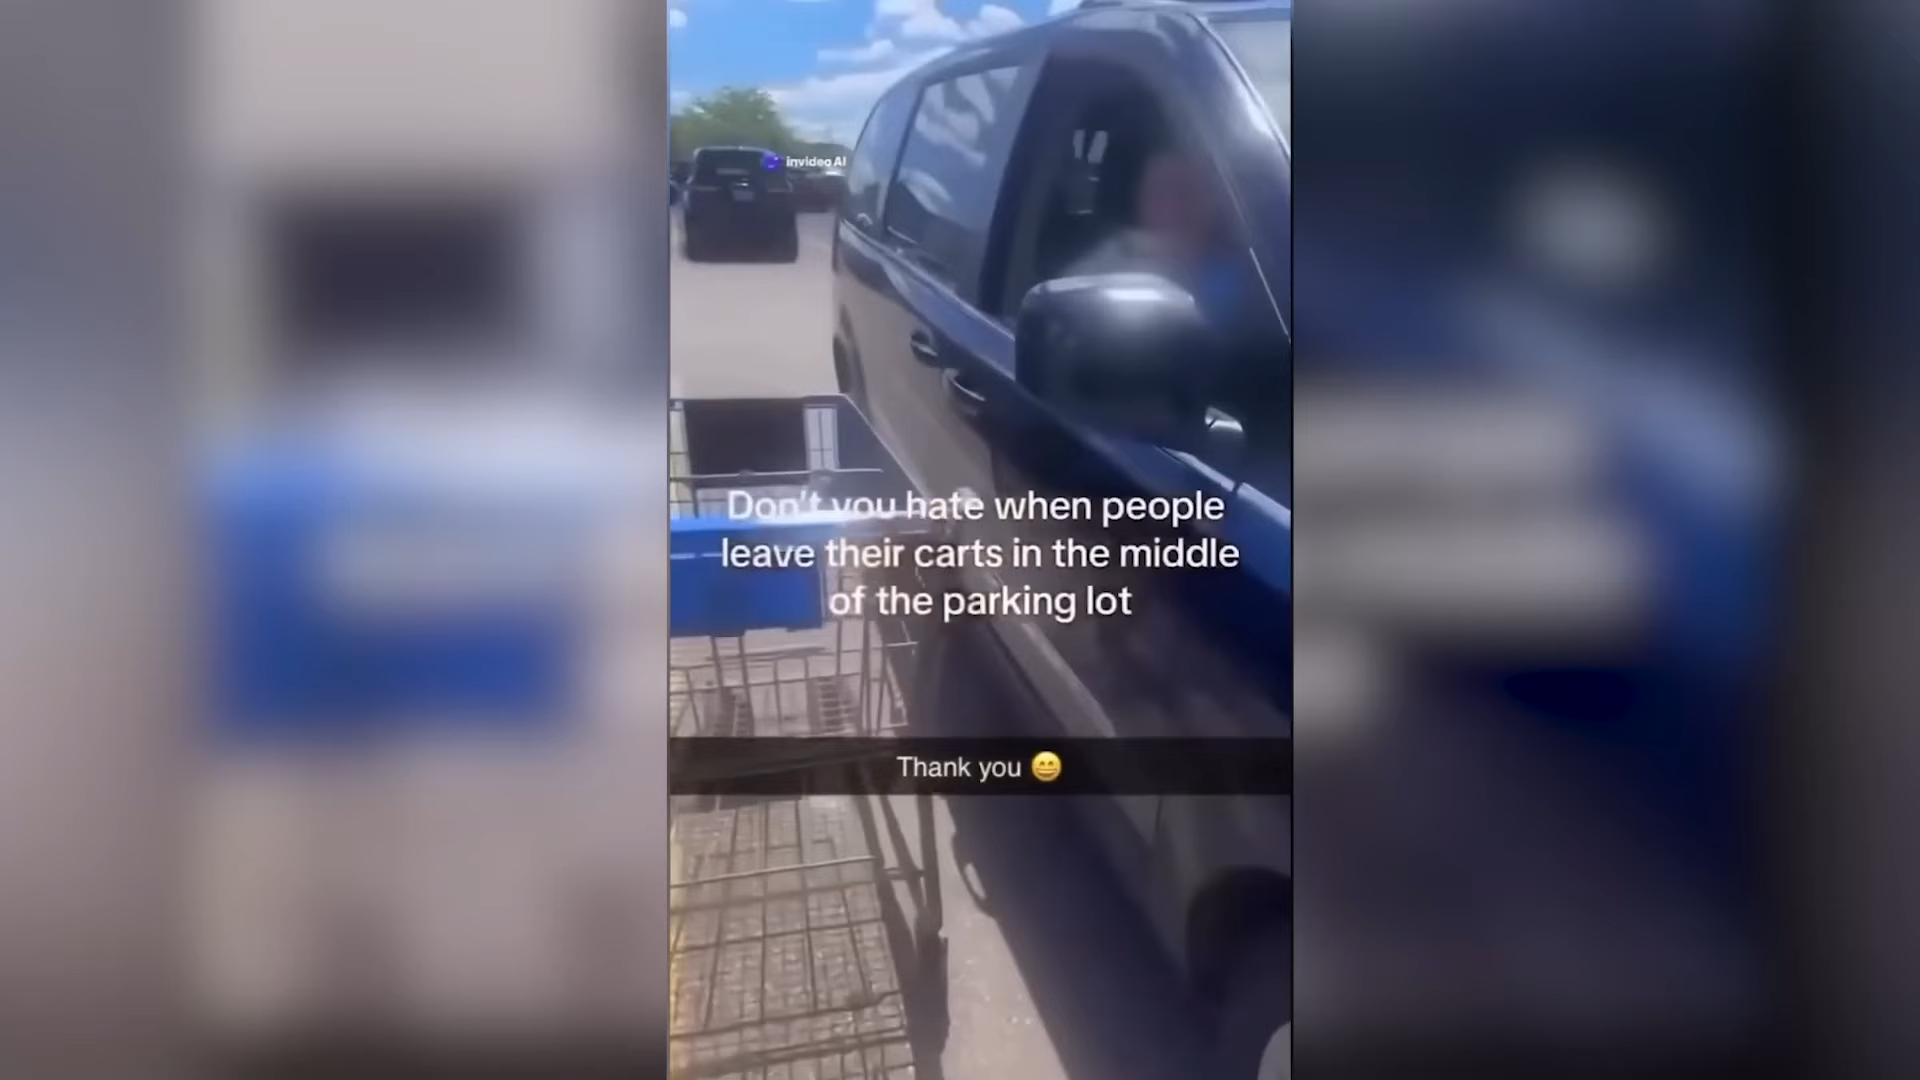 invideo AI
Don't you hate when people
leave their carts in the middle
of the parking lot
Thank you 😄